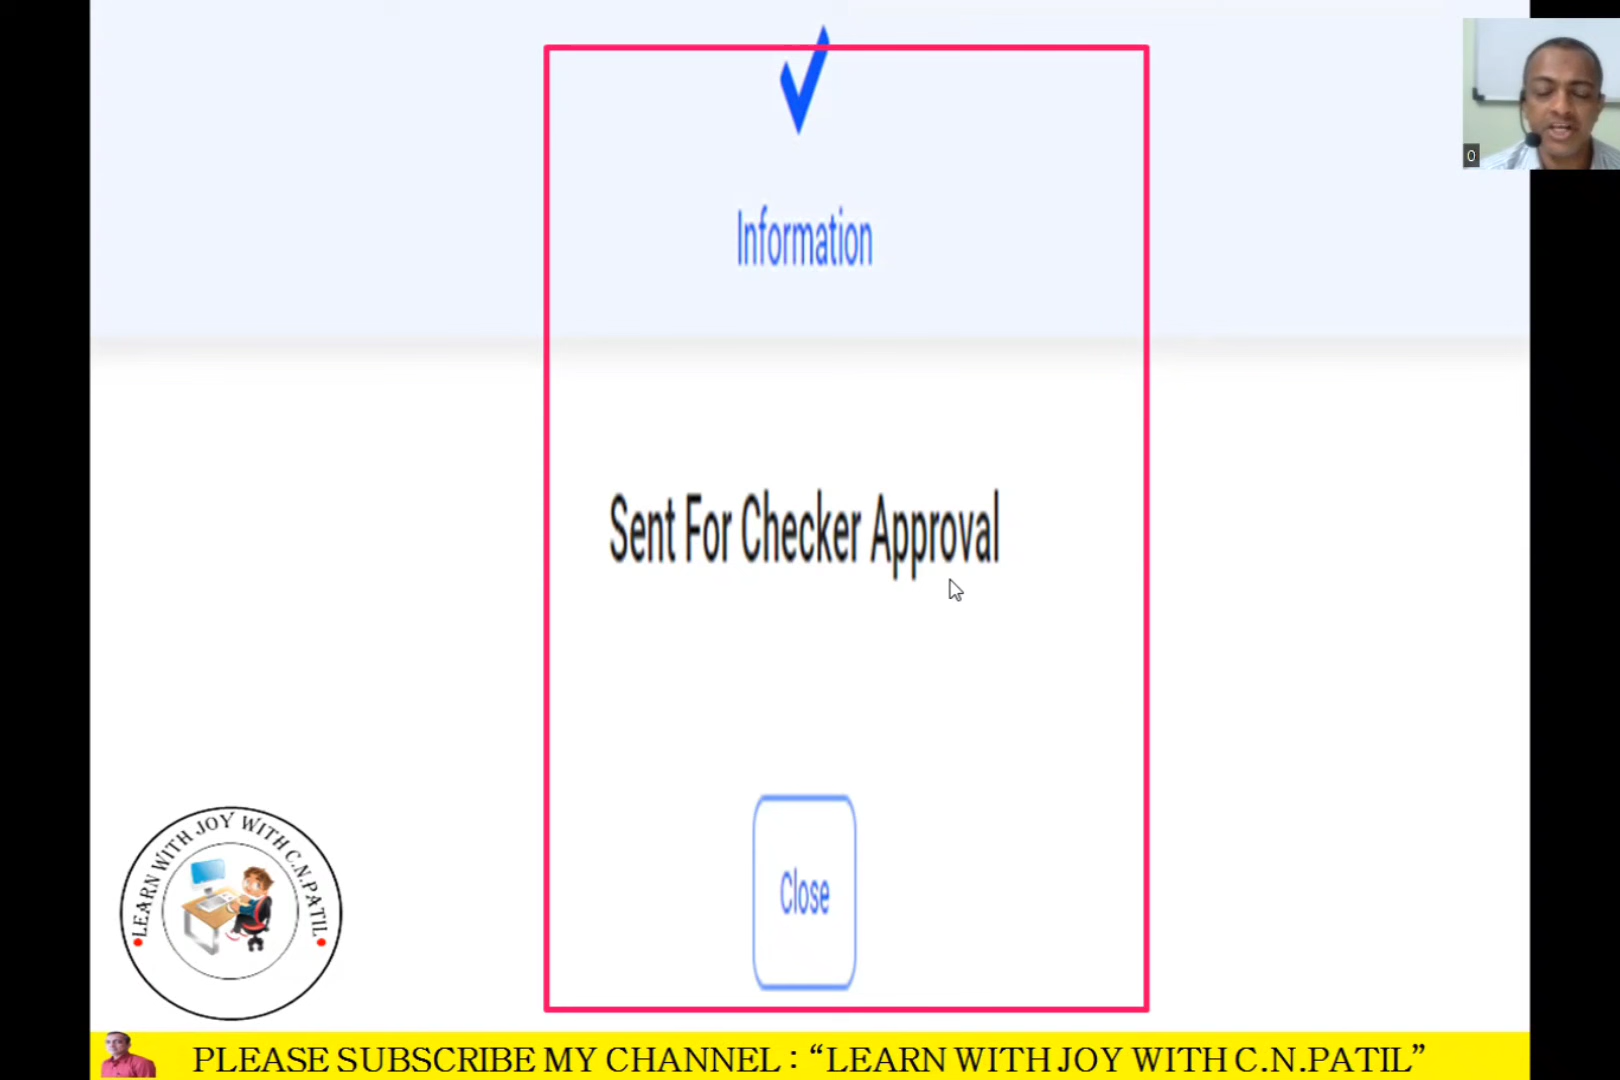 0
Information
Sent For Checker Approval
Close
LEARN WITH JOY WITH C.N.PATIL
PLEASE SUBSCRIBE MY CHANNEL : “LEARN WITH JOY WITH C.N.PATIL”